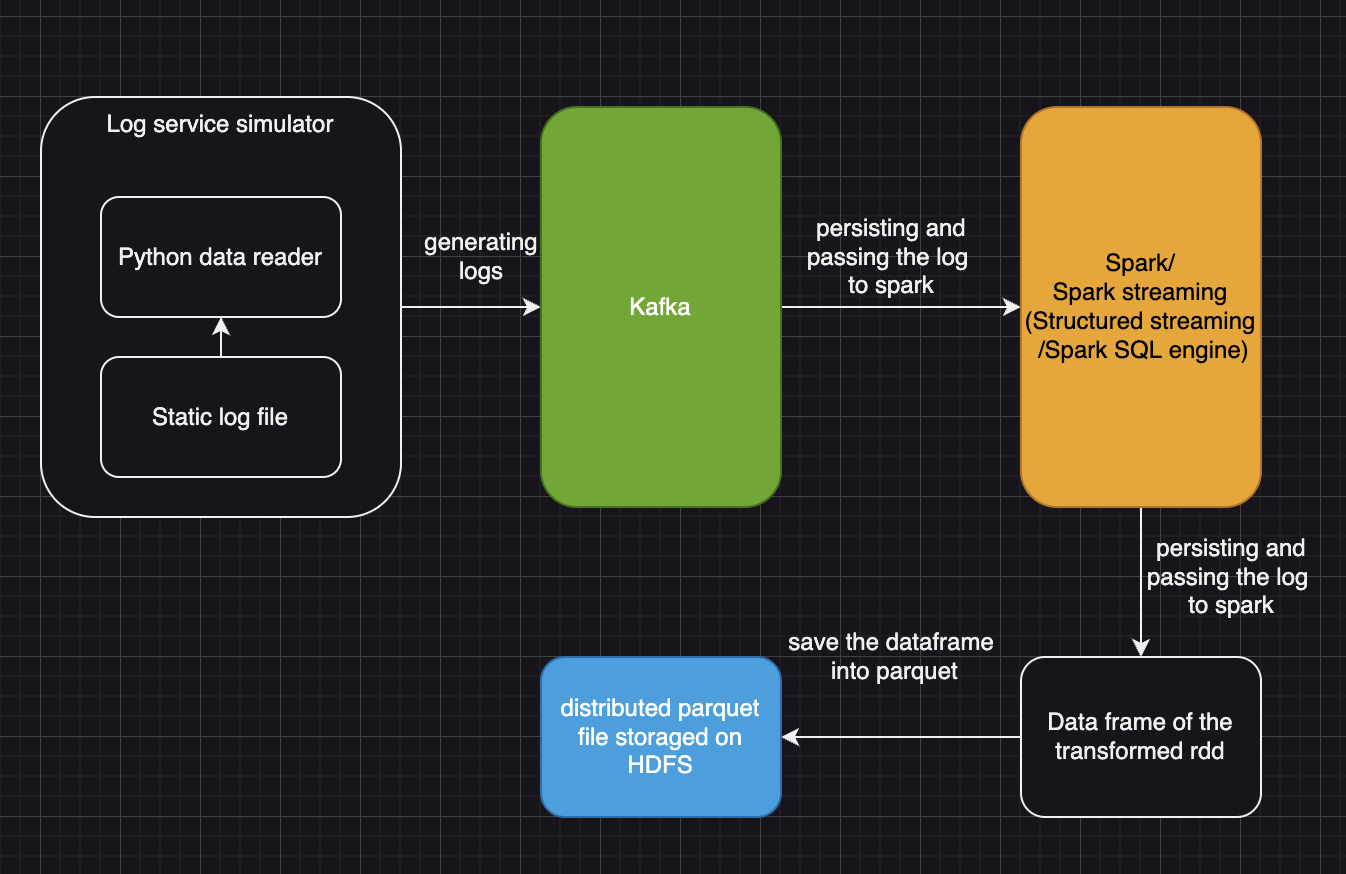 Log service simulator
Python data reader
Static log file
generating
logs
Kafka
persisting and
passing the log
to spark
Spark/
Spark streaming
(Structured streaming
/Spark SQL engine)
persisting and
passing the log
to spark
Data frame of the
transformed rdd
save the dataframe
into parquet
distributed parquet
file storaged on
HDFS